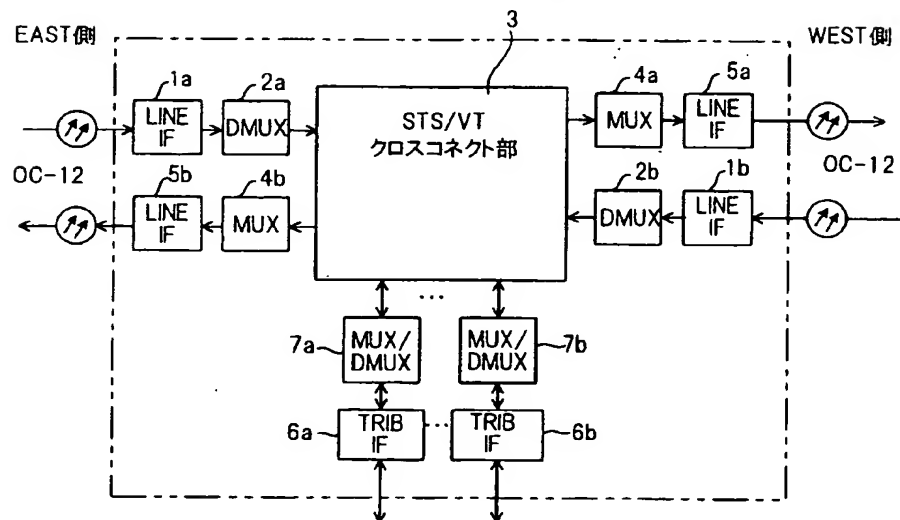 3
EAST側
WEST側
1a
2a
4a
5a
LINE
IF
DMUX
STS/VT
クロスコネクト部
MUX
LINE
IF
OC-12
OC-12
5b
4b
2b
1b
LINE
IF
MUX
DMUX
LINE
IF
...
7a
MUX/
DMUX
MUX/
DMUX
7b
6a
TRIB
IF
...
TRIB
IF
6b